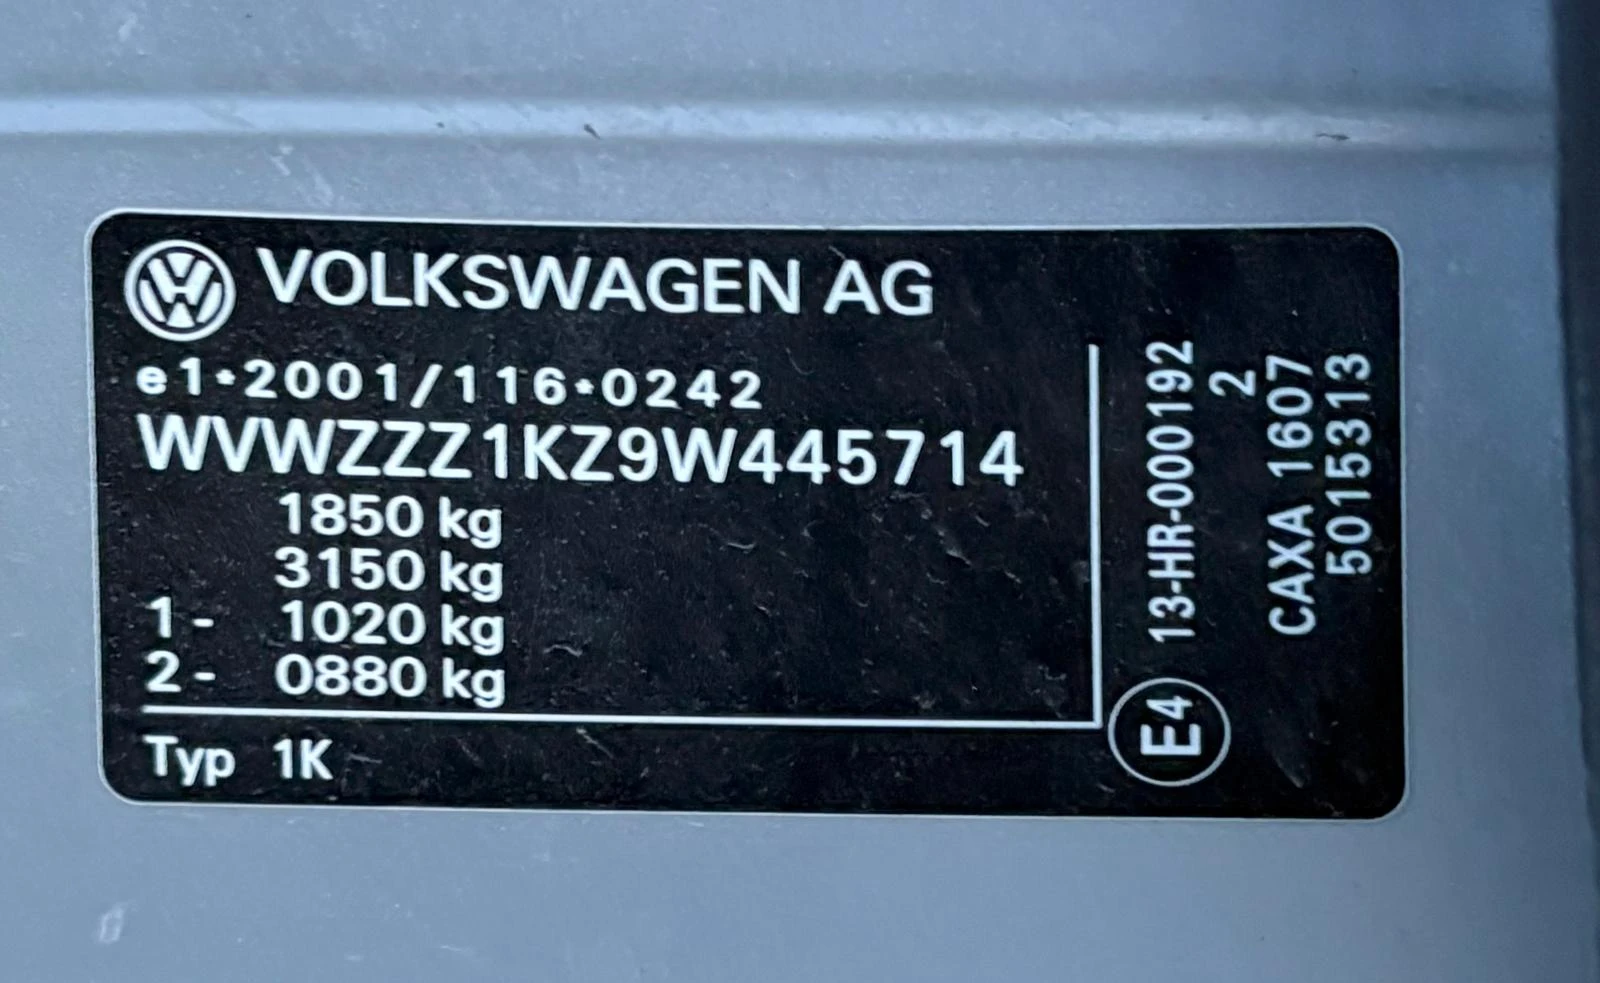 VOLKSWAGEN AG
e1*2001/116*0242
WVWZZZ1KZ9W445714
1850 kg
3150 kg
1 - 1020 kg
2 - 0880 kg
Typ 1K
E4 13-HR-000192
2
CAXA 1607
5015313